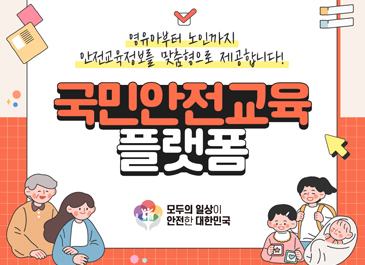 영유아부터 노인까지
안전교육정보를 맞춤형으로 제공합니다!
국민안전교육
플랫폼
모두의 일상이
안전한 대한민국